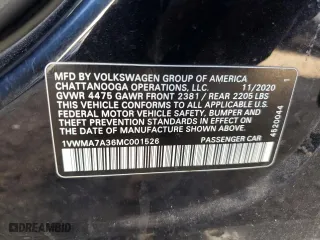 MFD BY VOLKSWAGEN GROUP OF AMERICA
CHATTANOOGA OPERATIONS, LLC. 11/2020
GVWR 4475 GAWR FRONT 2381 / REAR 2205 LBS
THIS VEHICLE CONFORMS TO ALL APPLICABLE U.S.
FEDERAL MOTOR VEHICLE SAFETY, BUMPER AND
THEFT PREVENTION STANDARDS IN EFFECT ON THE
DATE OF MANUFACTURE SHOWN ABOVE
1VWMA7A36MC001526 PASSENGER CAR
4520044